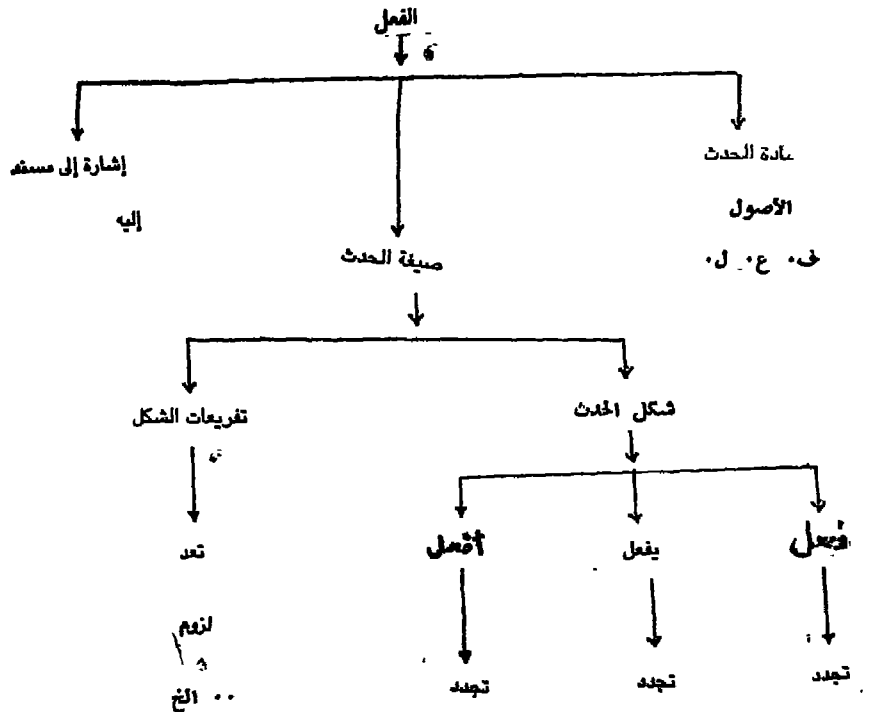 الفعل
مادة الحدث
الأصول
ف. ع. ل.
صيغة الحدث
إشارة إلى مسند
إليه
شكل الحدث
تفريعات الشكل
فعل
يفعل
افعل
تعد
تجدد
تجدد
تجدد
لزوم
.. الخ